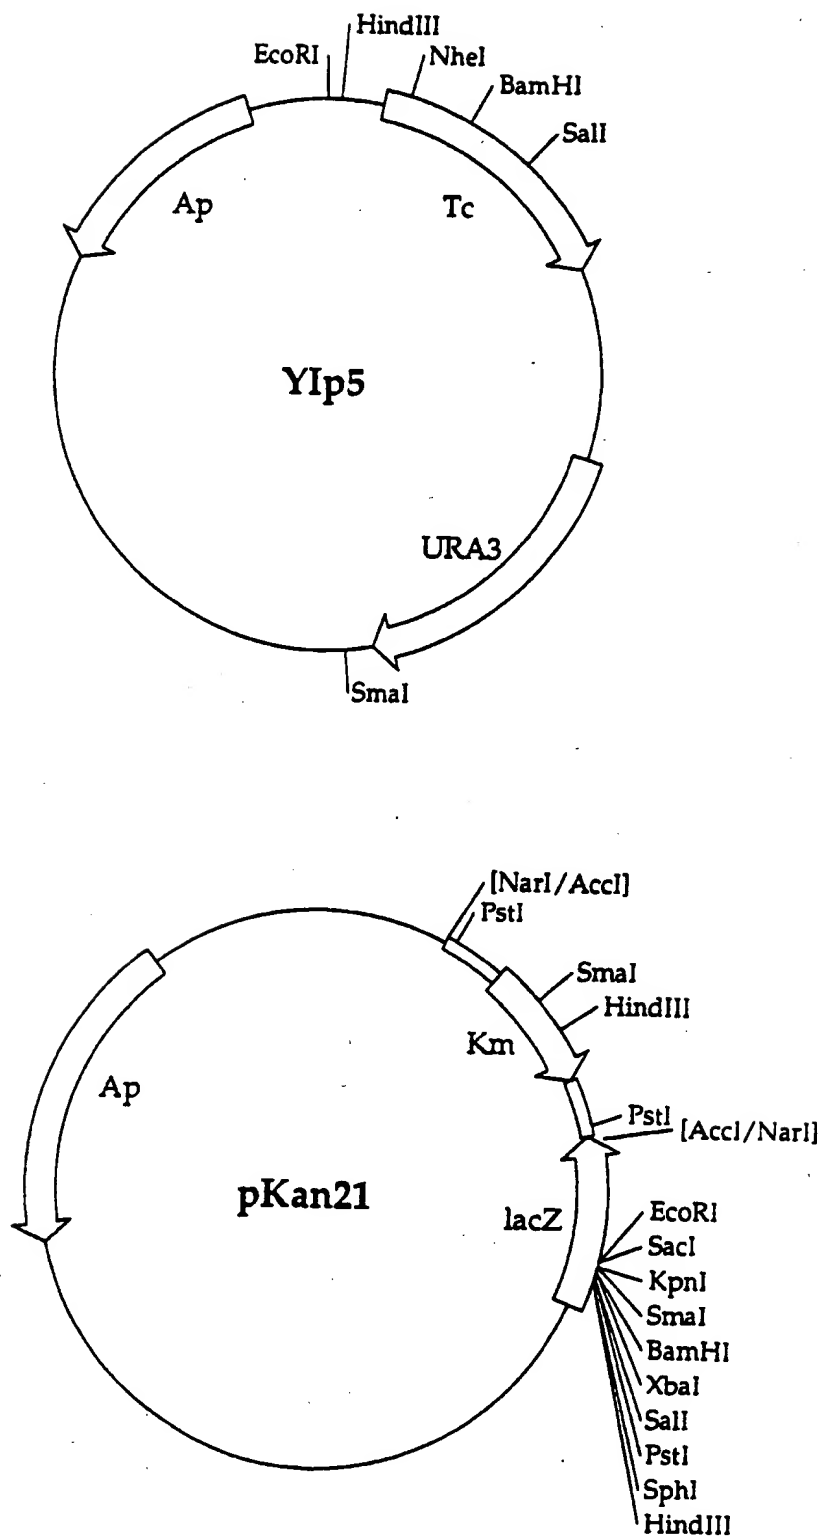 HindIII
EcoRI
NheI
BamHI
SalI
Ap
Tc
YIp5
URA3
SmaI
[NarI/AccI]
PstI
SmaI
HindIII
Km
Ap
PstI
[AccI/NarI]
pKan21
lacZ
EcoRI
SacI
KpnI
SmaI
BamHI
XbaI
SalI
PstI
SphI
HindIII